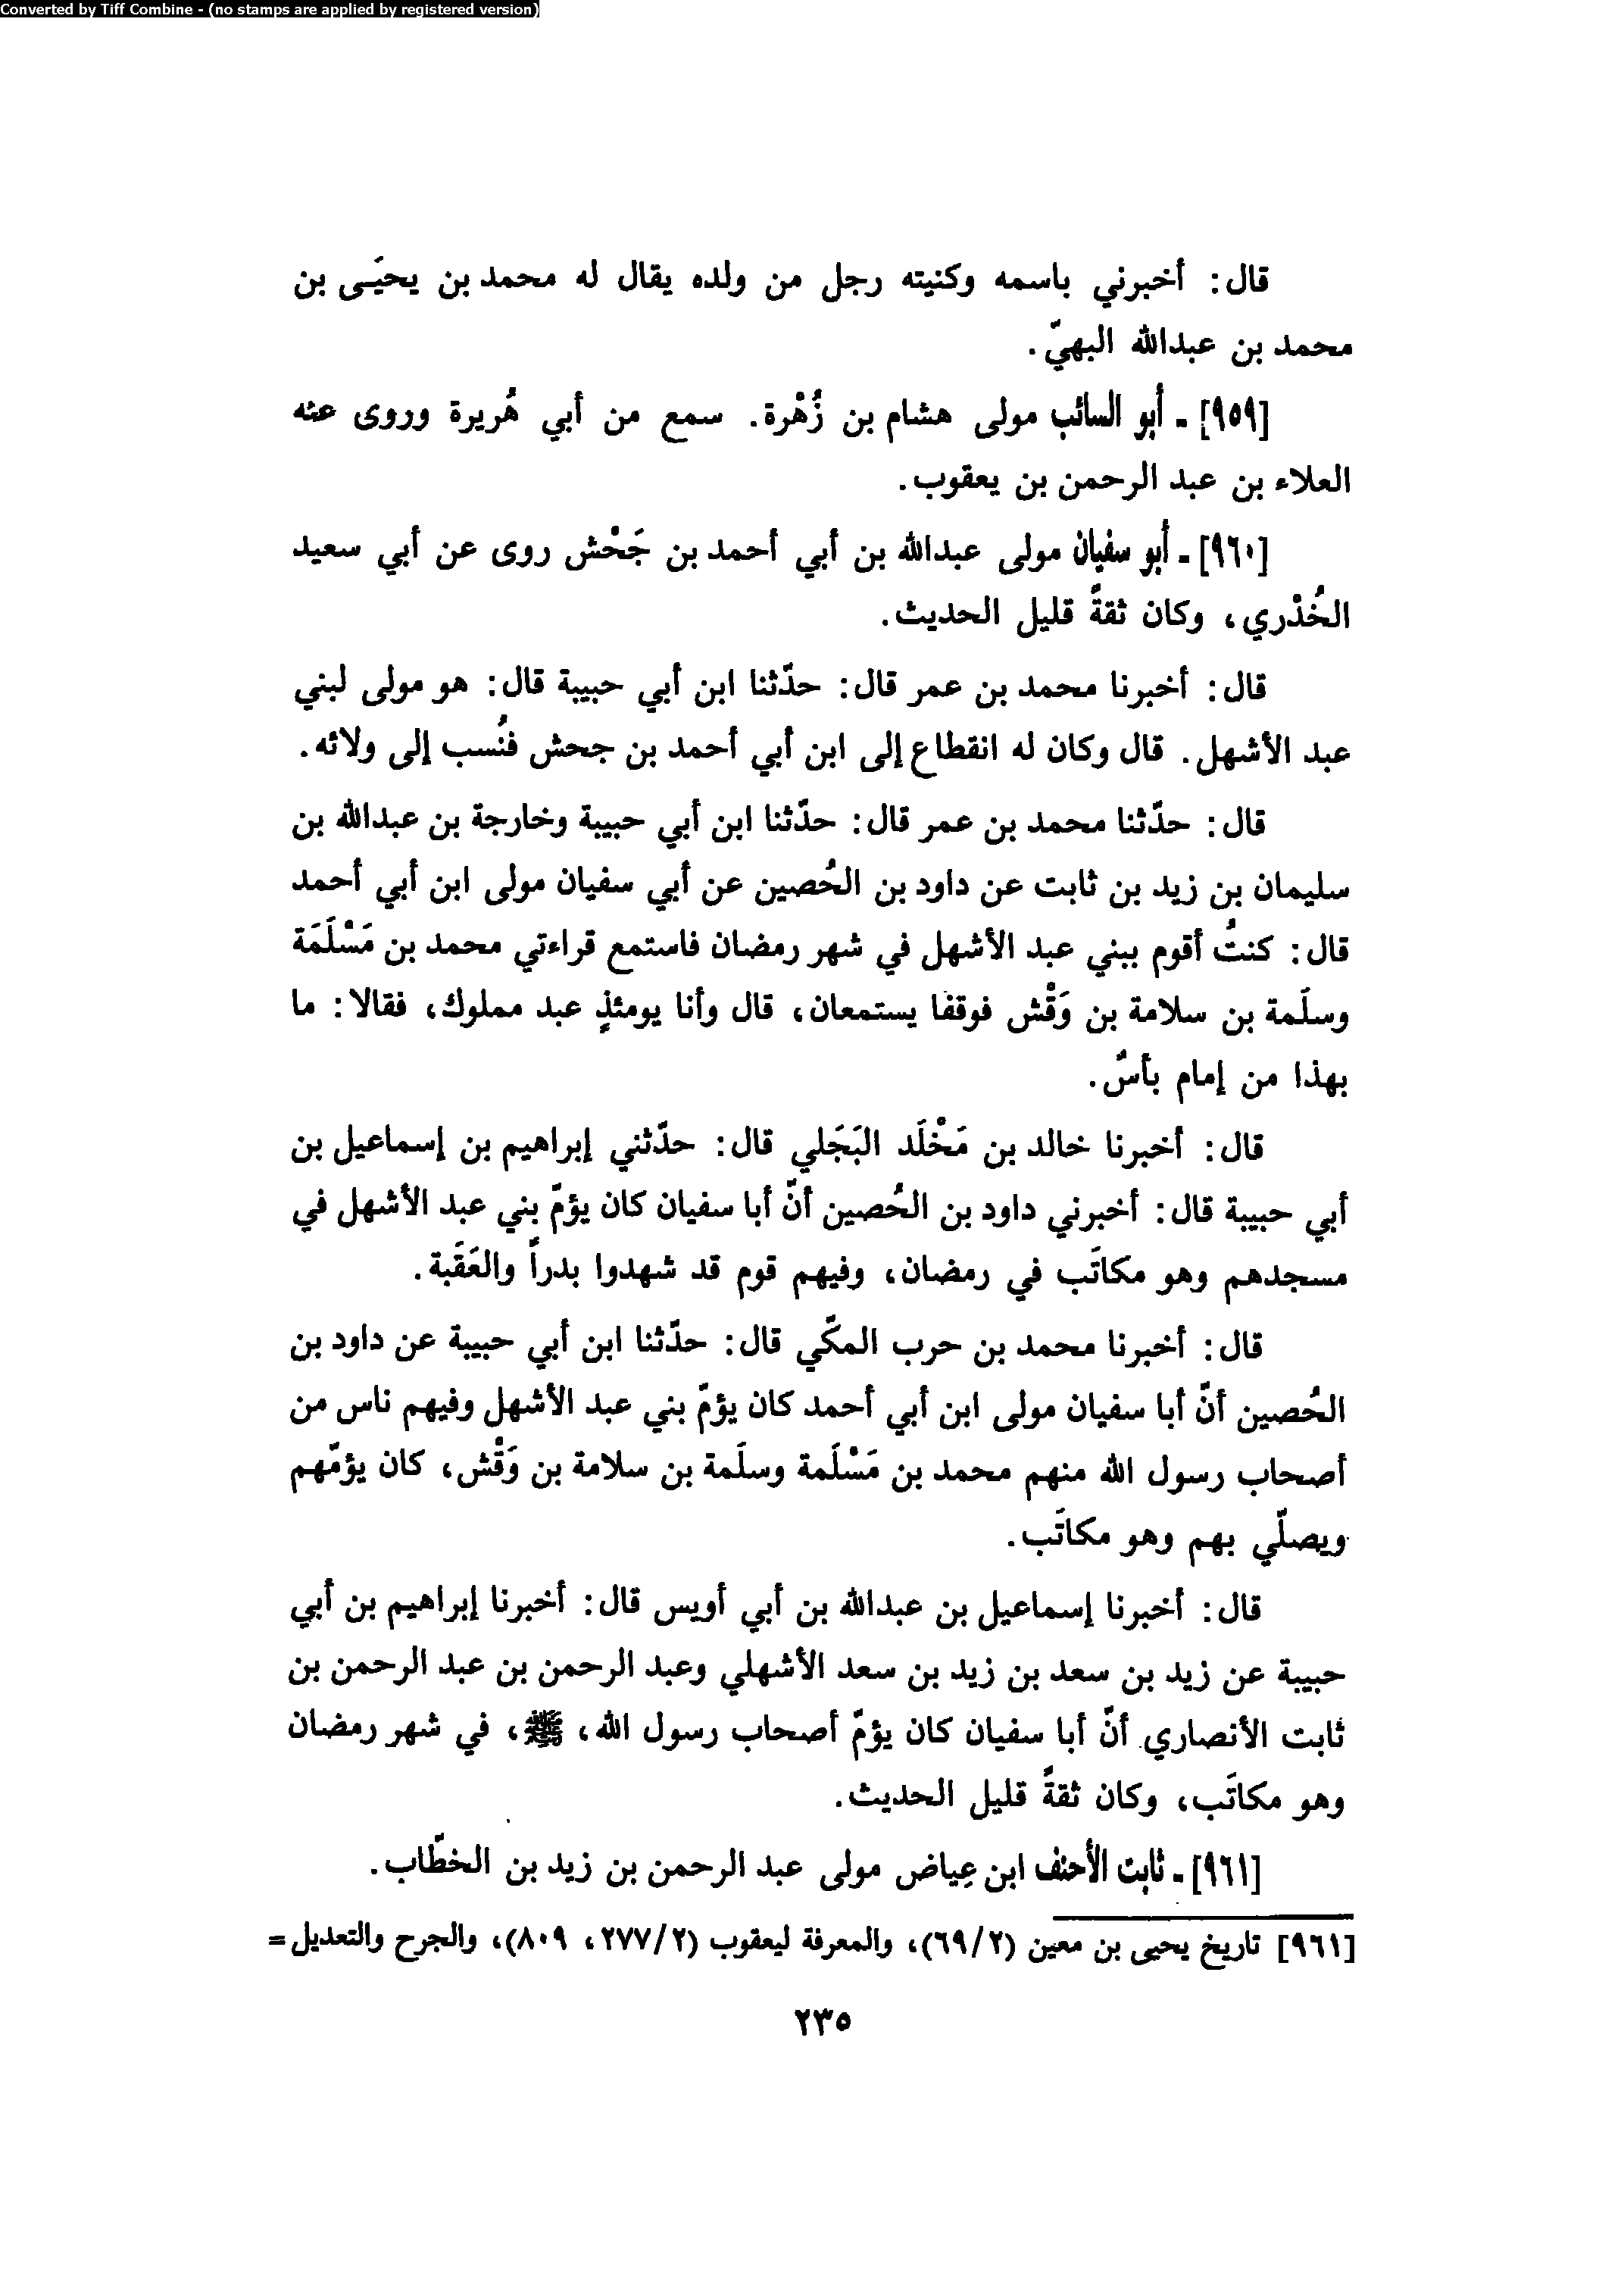 Converted by Tiff Combine - (no stamps are applied by registered version)
قال: أخبرني باسمه وكنيته رجل من ولده يقال له محمد بن يحيَى بن
محمد بن عبدالله البهيّ.
[٩٥٩] ـ أبو السائب مولى هشام بن زُهْرة. سمع من أبي هُريرة وروى عنه
العلاء بن عبد الرحمن بن يعقوب.
[٩٦٠] ـ أبو سفيان مولى عبدالله بن أبي أحمد بن جَحْش روى عن أبي سعيد
الخُذْري، وكان ثقةً قليل الحديث.
قال: أخبرنا محمد بن عمر قال: حدّثنا ابن أبي حبيبة قال: هو مولى لبني
عبد الأشهل. قال وكان له انقطاع إلى ابن أبي أحمد بن جحش فنُسب إلى ولائه.
قال: حدّثنا محمد بن عمر قال: حدّثنا ابن أبي حبيبة وخارجة بن عبدالله بن
سليمان بن زيد بن ثابت عن داود بن الحُصين عن أبي سفيان مولى ابن أبي أحمد
قال: كنتُ أقوم ببني عبد الأشهل في شهر رمضان فاستمع قراءتي محمد بن مَسْلَمَة
وسلَمة بن سلامة بن وَقْش فوقفا يستمعان، قال وأنا يومئذٍ عبد مملوك، فقالا: ما
بهذا من إمام بأسٌ.
قال: أخبرنا خالد بن مَخْلَد البَجَلي قال: حدّثني إبراهيم بن إسماعيل بن
أبي حبيبة قال: أخبرني داود بن الحُصين أنّ أبا سفيان كان يؤمّ بني عبد الأشهل في
مسجدهم وهو مكاتَب في رمضان، وفيهم قوم قد شهدوا بدراً والعَقَبة.
قال: أخبرنا محمد بن حرب المكّي قال: حدّثنا ابن أبي حبيبة عن داود بن
الحُصين أنّ أبا سفيان مولى ابن أبي أحمد كان يؤمّ بني عبد الأشهل وفيهم ناس من
أصحاب رسول الله منهم محمد بن مَسْلَمة وسلَمة بن سلامة بن وَقْش، كان يؤمّهم
ويصلّي بهم وهو مكاتَب.
قال: أخبرنا إسماعيل بن عبدالله بن أبي أويس قال: أخبرنا إبراهيم بن أبي
حبيبة عن زيد بن سعد بن زيد بن سعد الأشهلي وعبد الرحمن بن عبد الرحمن بن
ثابت الأنصاري أنّ أبا سفيان كان يؤمّ أصحاب رسول الله، ﷺ، في شهر رمضان
وهو مكاتَب، وكان ثقةً قليل الحديث.
[٩٦١] ـ ثابت الأحنف ابن عِياض مولى عبد الرحمن بن زيد بن الخطّاب.
[٩٦١] تاريخ يحيى بن معين (٦٩/٢)، والمعرفة ليعقوب (٢٧٧/٢، ٨٠٩)، والجرح والتعديل =
٢٣٥